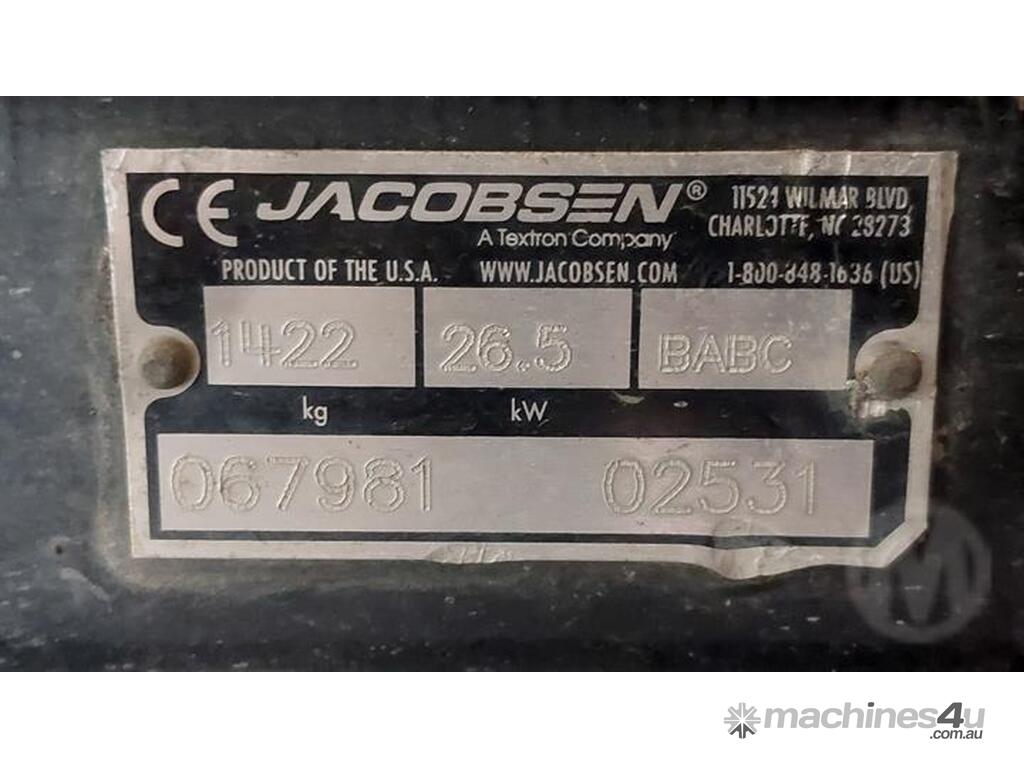 CE JACOBSEN® 11524 WILMAR BLVD,
A Textron Company CHARLOTTE, NC 28273
PRODUCT OF THE U.S.A. WWW.JACOBSEN.COM 1-800-848-1636 (US)
1422 26.5 BABC
kg kW
067981 02531
M
machines4u
.com.au